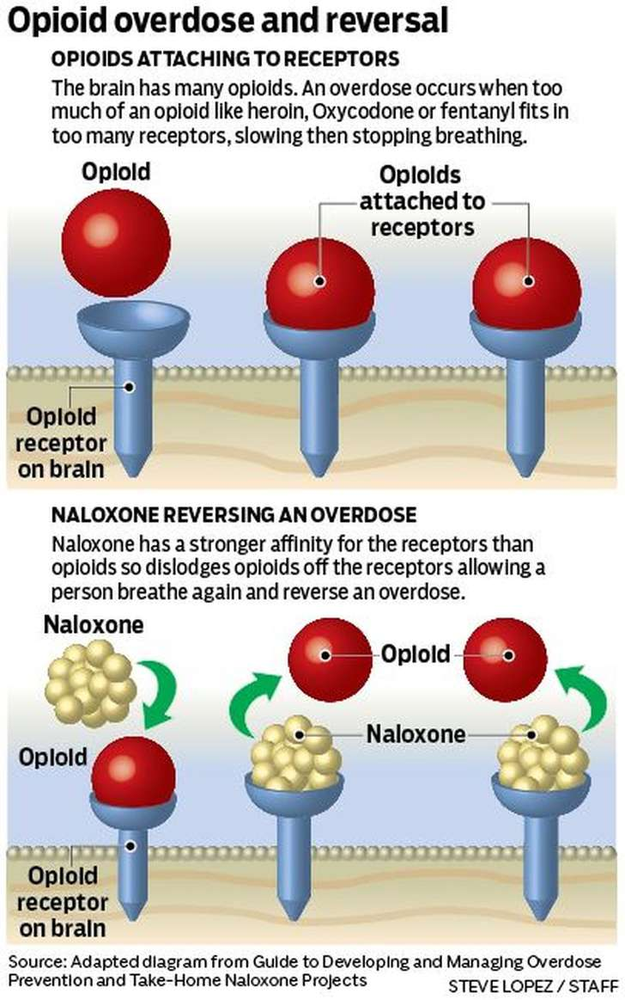 Opioid overdose and reversal
OPIOIDS ATTACHING TO RECEPTORS
The brain has many opioids. An overdose occurs when too
much of an opioid like heroin, Oxycodone or fentanyl fits in
too many receptors, slowing then stopping breathing.
Opioid
Opioids
attached to
receptors
Opioid
receptor
on brain
NALOXONE REVERSING AN OVERDOSE
Naloxone has a stronger affinity for the receptors than
opioids so dislodges opioids off the receptors allowing a
person breathe again and reverse an overdose.
Naloxone
Opioid
Naloxone
Opioid
Opioid
receptor
on brain
Source: Adapted diagram from Guide to Developing and Managing Overdose
Prevention and Take-Home Naloxone Projects
STEVE LOPEZ / STAFF